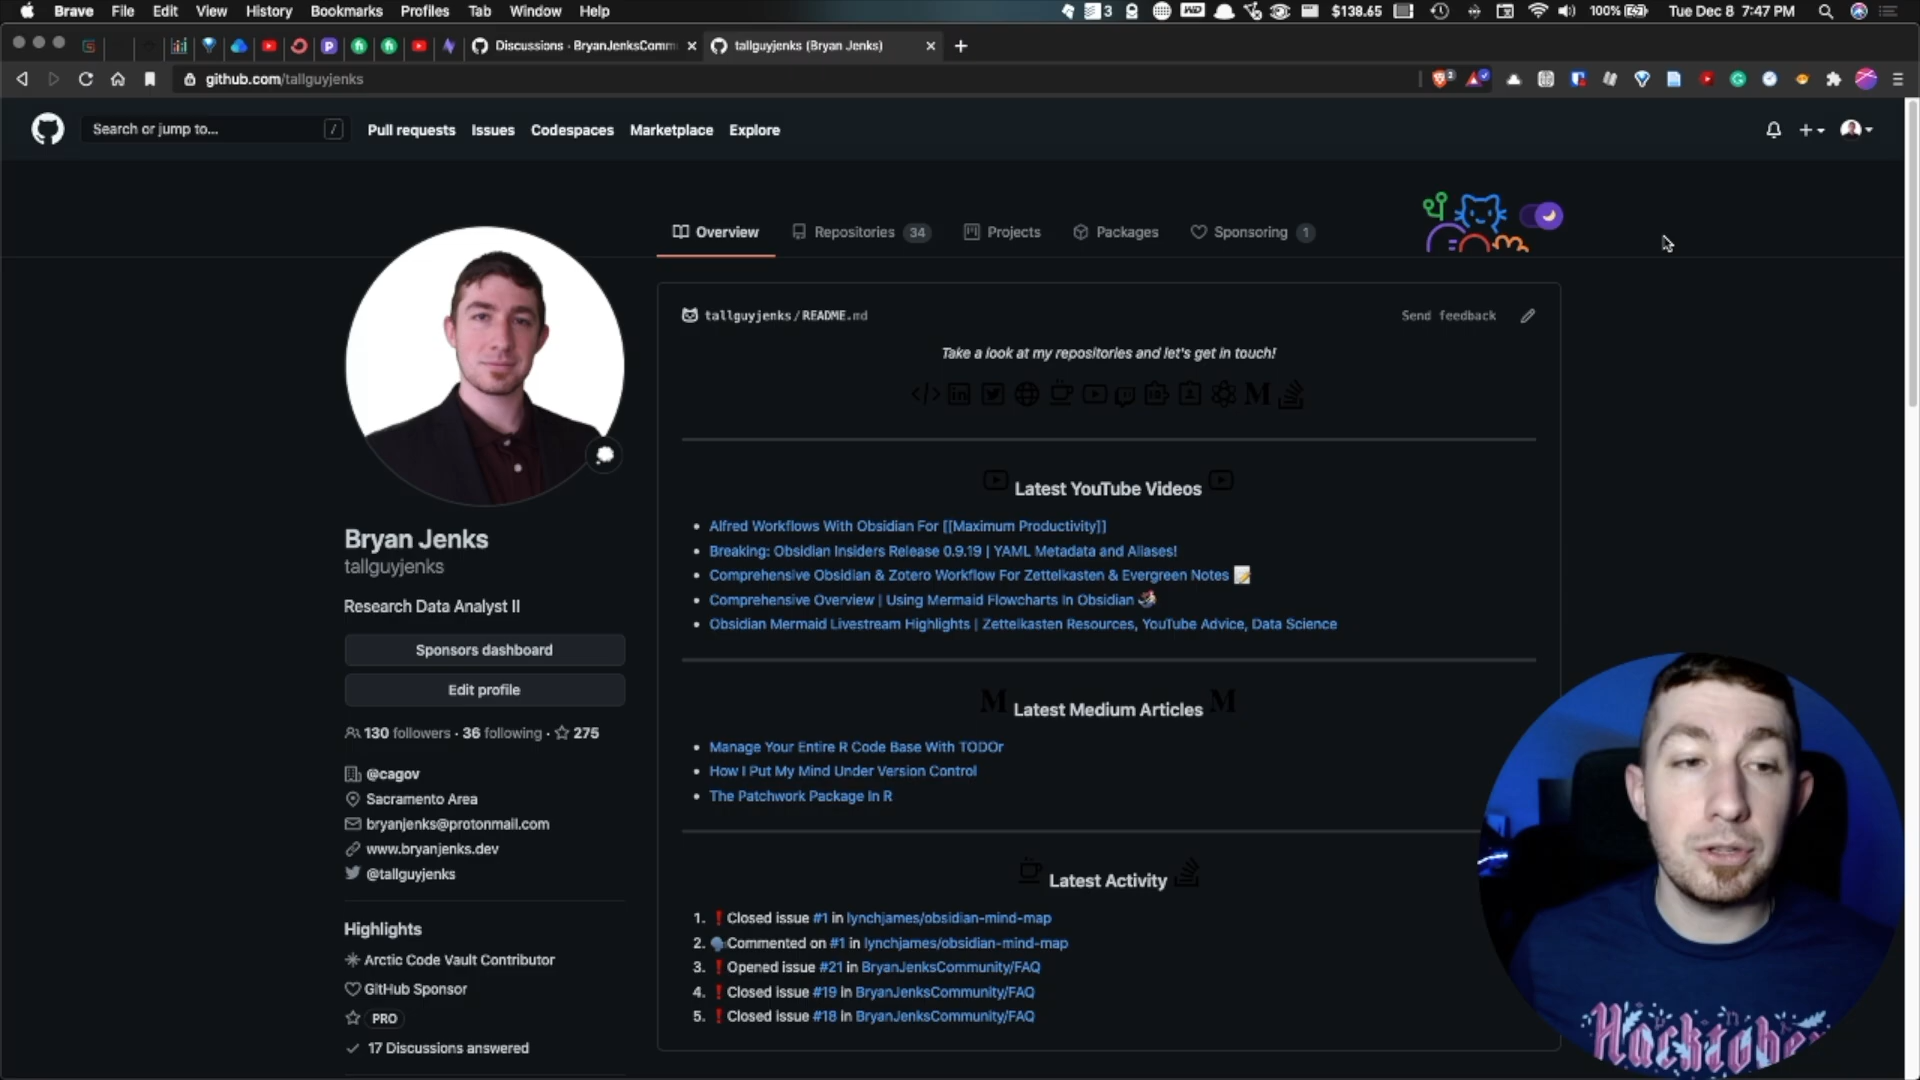 Brave File Edit View History Bookmarks Profiles Tab Window Help
3 $138.65 100% Tue Dec 8 7:47 PM
Discussions · BryanJenksComm
tallguyjenks (Bryan Jenks)
github.com/tallguyjenks
Search or jump to... /
Pull requests Issues Codespaces Marketplace Explore
Overview Repositories 34 Projects Packages Sponsoring 1
tallguyjenks/README.md
Send feedback
Take a look at my repositories and let's get in touch!
Latest YouTube Videos
Alfred Workflows With Obsidian For [[Maximum Productivity]]
Breaking: Obsidian Insiders Release 0.9.19 | YAML Metadata and Aliases!
Comprehensive Obsidian & Zotero Workflow For Zettelkasten & Evergreen Notes 📝
Comprehensive Overview | Using Mermaid Flowcharts In Obsidian
Obsidian Mermaid Livestream Highlights | Zettelkasten Resources, YouTube Advice, Data Science
M Latest Medium Articles M
Manage Your Entire R Code Base With TODOr
How I Put My Mind Under Version Control
The Patchwork Package In R
Latest Activity
1. ❗Closed issue #1 in lynchjames/obsidian-mind-map
2. 🗣Commented on #1 in lynchjames/obsidian-mind-map
3. ❗Opened issue #21 in BryanJenksCommunity/FAQ
4. ❗Closed issue #19 in BryanJenksCommunity/FAQ
5. ❗Closed issue #18 in BryanJenksCommunity/FAQ
Bryan Jenks
tallguyjenks
Research Data Analyst II
Sponsors dashboard
Edit profile
130 followers · 36 following · 275
@cagov
Sacramento Area
bryanjenks@protonmail.com
www.bryanjenks.dev
@tallguyjenks
Highlights
Arctic Code Vault Contributor
GitHub Sponsor
PRO
17 Discussions answered
Hacktober